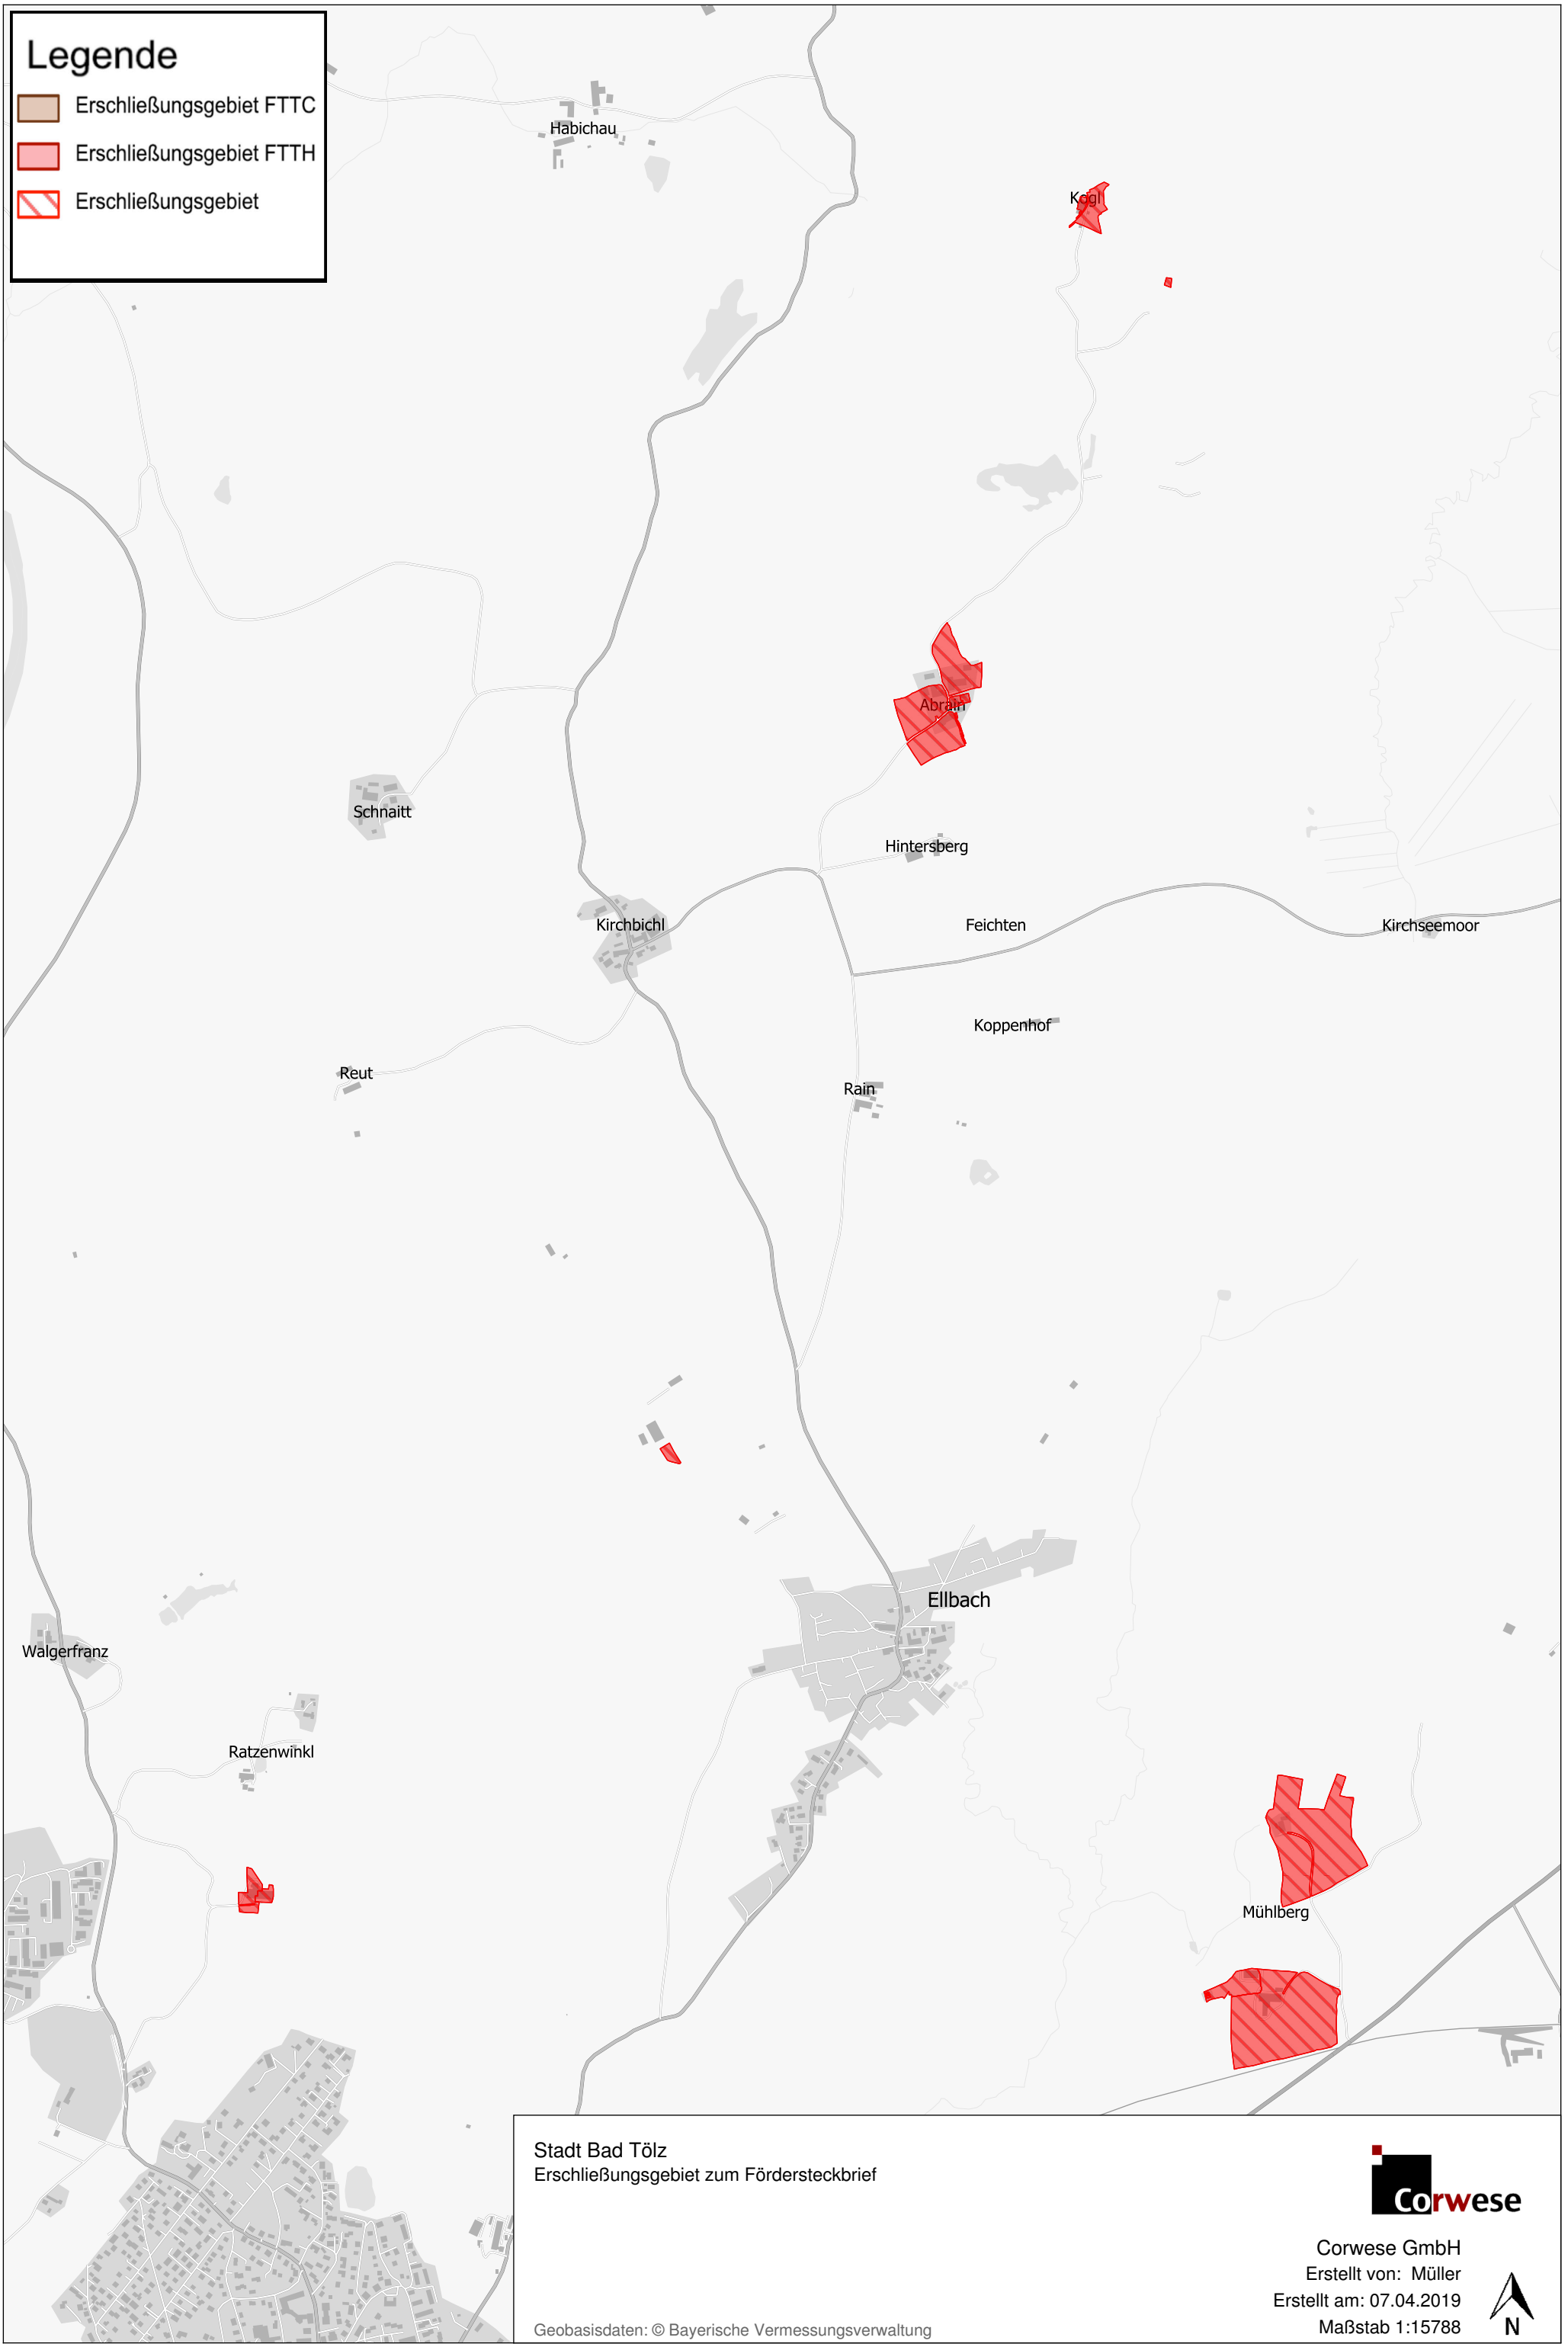 Legende
Erschließungsgebiet FTTC
Erschließungsgebiet FTTH
Erschließungsgebiet
Habichau
Kogl
Abrain
Schnaitt
Hintersberg
Kirchbichl
Feichten
Kirchseemoor
Koppenhof
Reut
Rain
Ellbach
Walgerfranz
Ratzenwinkl
Mühlberg
Stadt Bad Tölz
Erschließungsgebiet zum Fördersteckbrief
Corwese
Corwese GmbH
Erstellt von: Müller
Erstellt am: 07.04.2019
Maßstab 1:15788
N
Geobasisdaten: © Bayerische Vermessungsverwaltung